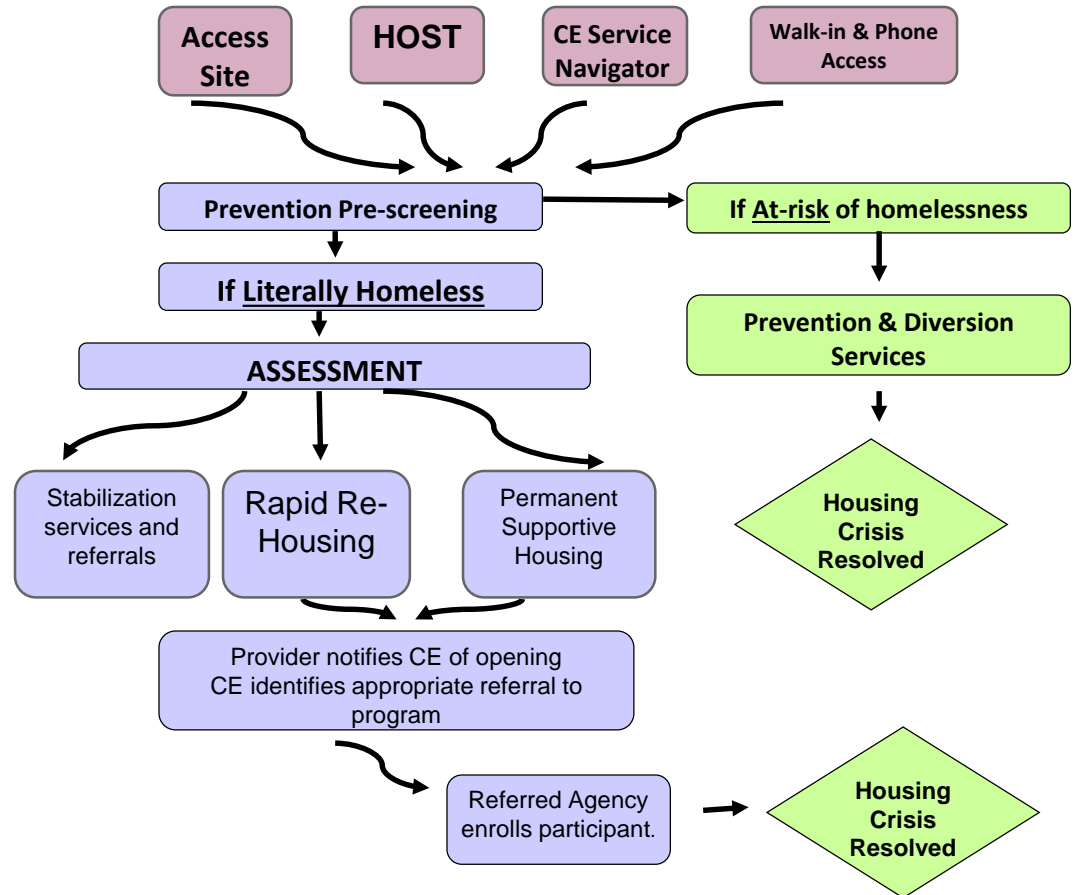 Access
Site
HOST
CE Service
Navigator
Walk-in & Phone
Access
Prevention Pre-screening
If At-risk of homelessness
If Literally Homeless
Prevention & Diversion
Services
ASSESSMENT
Stabilization
services and
referrals
Rapid Re-
Housing
Permanent
Supportive
Housing
Housing
Crisis
Resolved
Provider notifies CE of opening
CE identifies appropriate referral to
program
Referred Agency
enrolls participant.
Housing
Crisis
Resolved